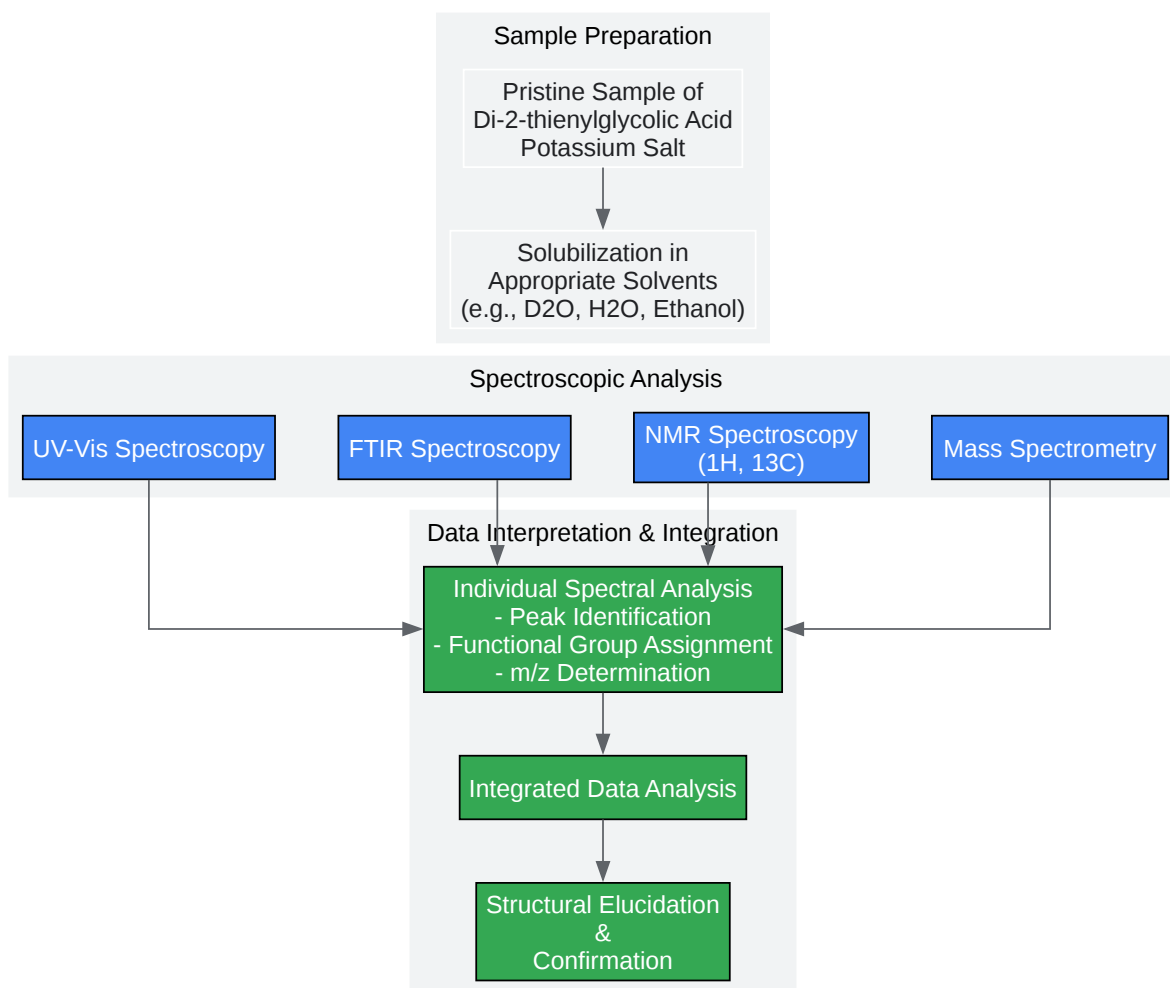 Sample Preparation
Pristine Sample of
Di-2-thienylglycolic Acid
Potassium Salt
Solubilization in
Appropriate Solvents
(e.g., D2O, H2O, Ethanol)
Spectroscopic Analysis
UV-Vis Spectroscopy
FTIR Spectroscopy
NMR Spectroscopy
(1H, 13C)
Mass Spectrometry
Data Interpretation & Integration
Individual Spectral Analysis
- Peak Identification
- Functional Group Assignment
- m/z Determination
Integrated Data Analysis
Structural Elucidation
&
Confirmation